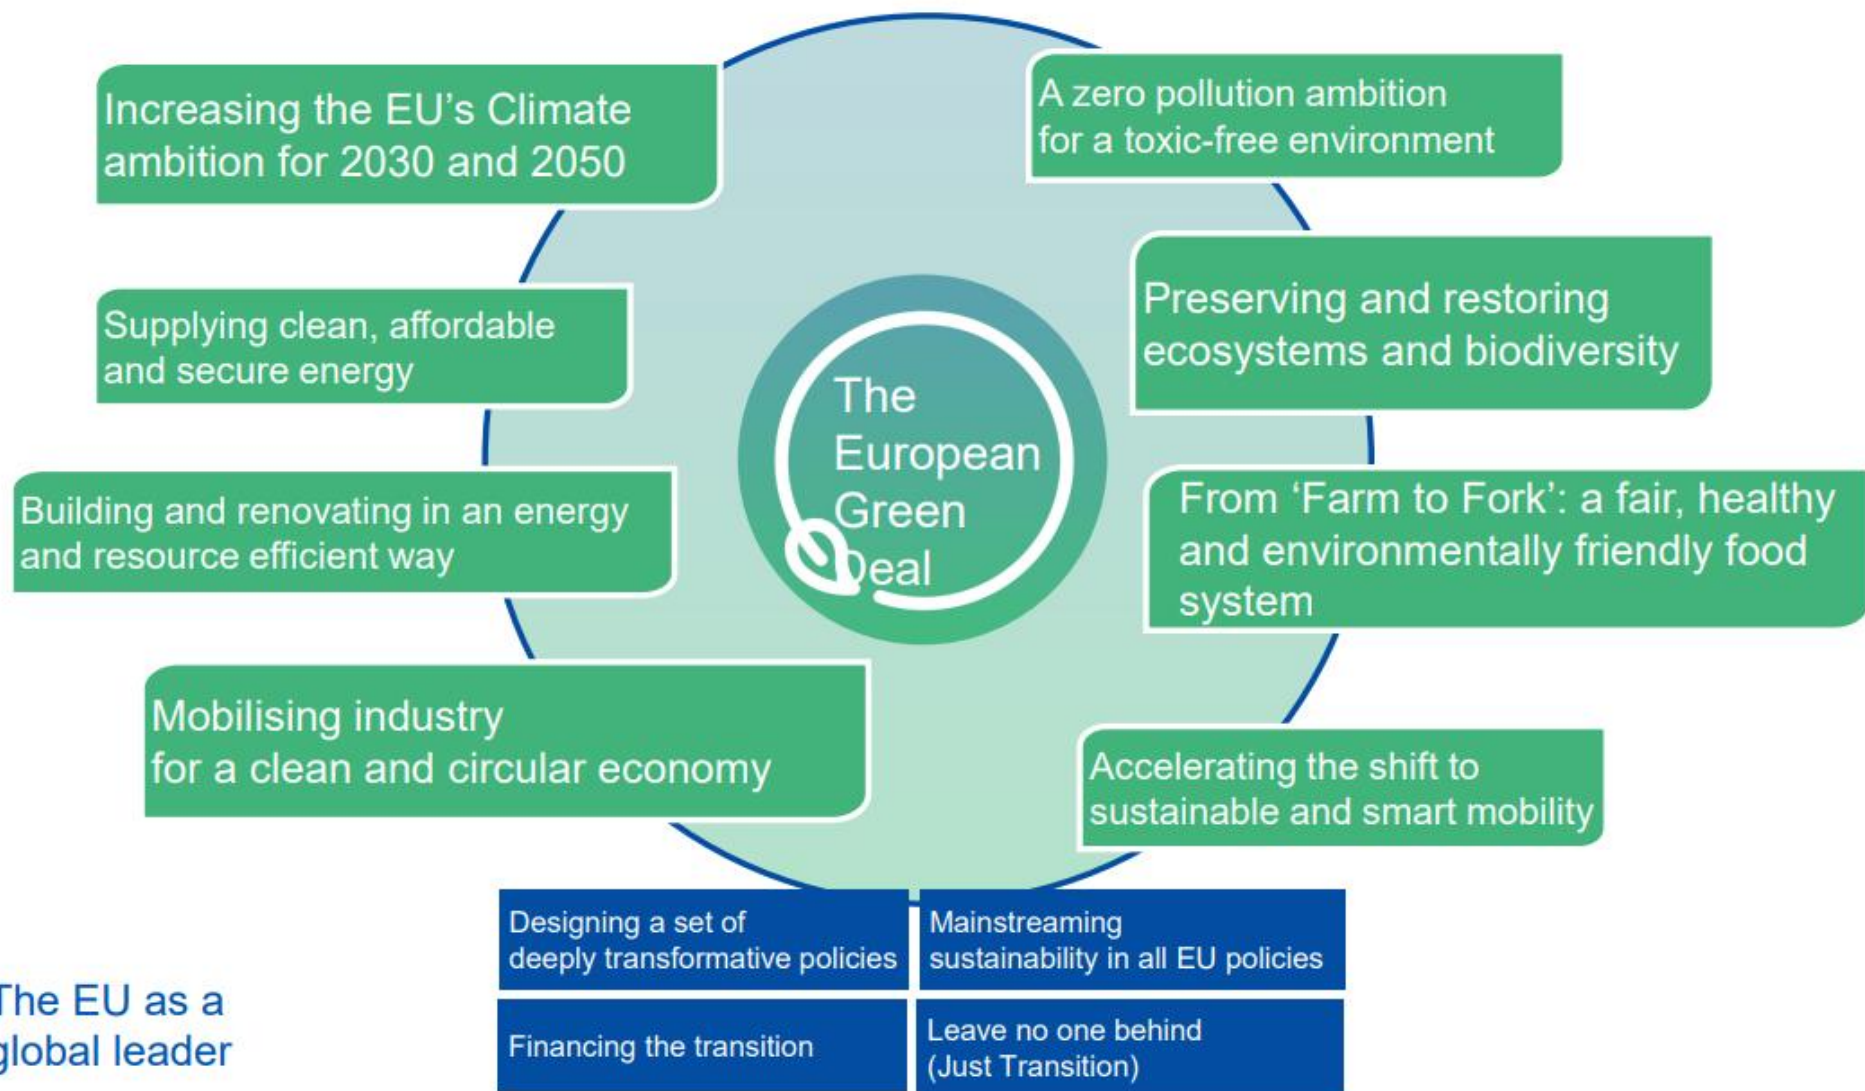 Increasing the EU’s Climate
ambition for 2030 and 2050
Supplying clean, affordable
and secure energy
Building and renovating in an energy
and resource efficient way
Mobilising industry
for a clean and circular economy
The
European
Green
Deal
A zero pollution ambition
for a toxic-free environment
Preserving and restoring
ecosystems and biodiversity
From ‘Farm to Fork’: a fair, healthy
and environmentally friendly food
system
Accelerating the shift to
sustainable and smart mobility
Designing a set of
deeply transformative policies
Mainstreaming
sustainability in all EU policies
Financing the transition
Leave no one behind
(Just Transition)
The EU as a
global leader